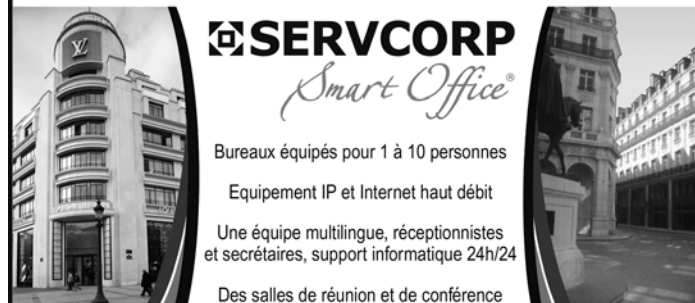 LV
SERVCORP
Smart Office®
Bureaux équipés pour 1 à 10 personnes
Equipement IP et Internet haut débit
Une équipe multilingue, réceptionnistes
et secrétaires, support informatique 24h/24
Des salles de réunion et de conférence